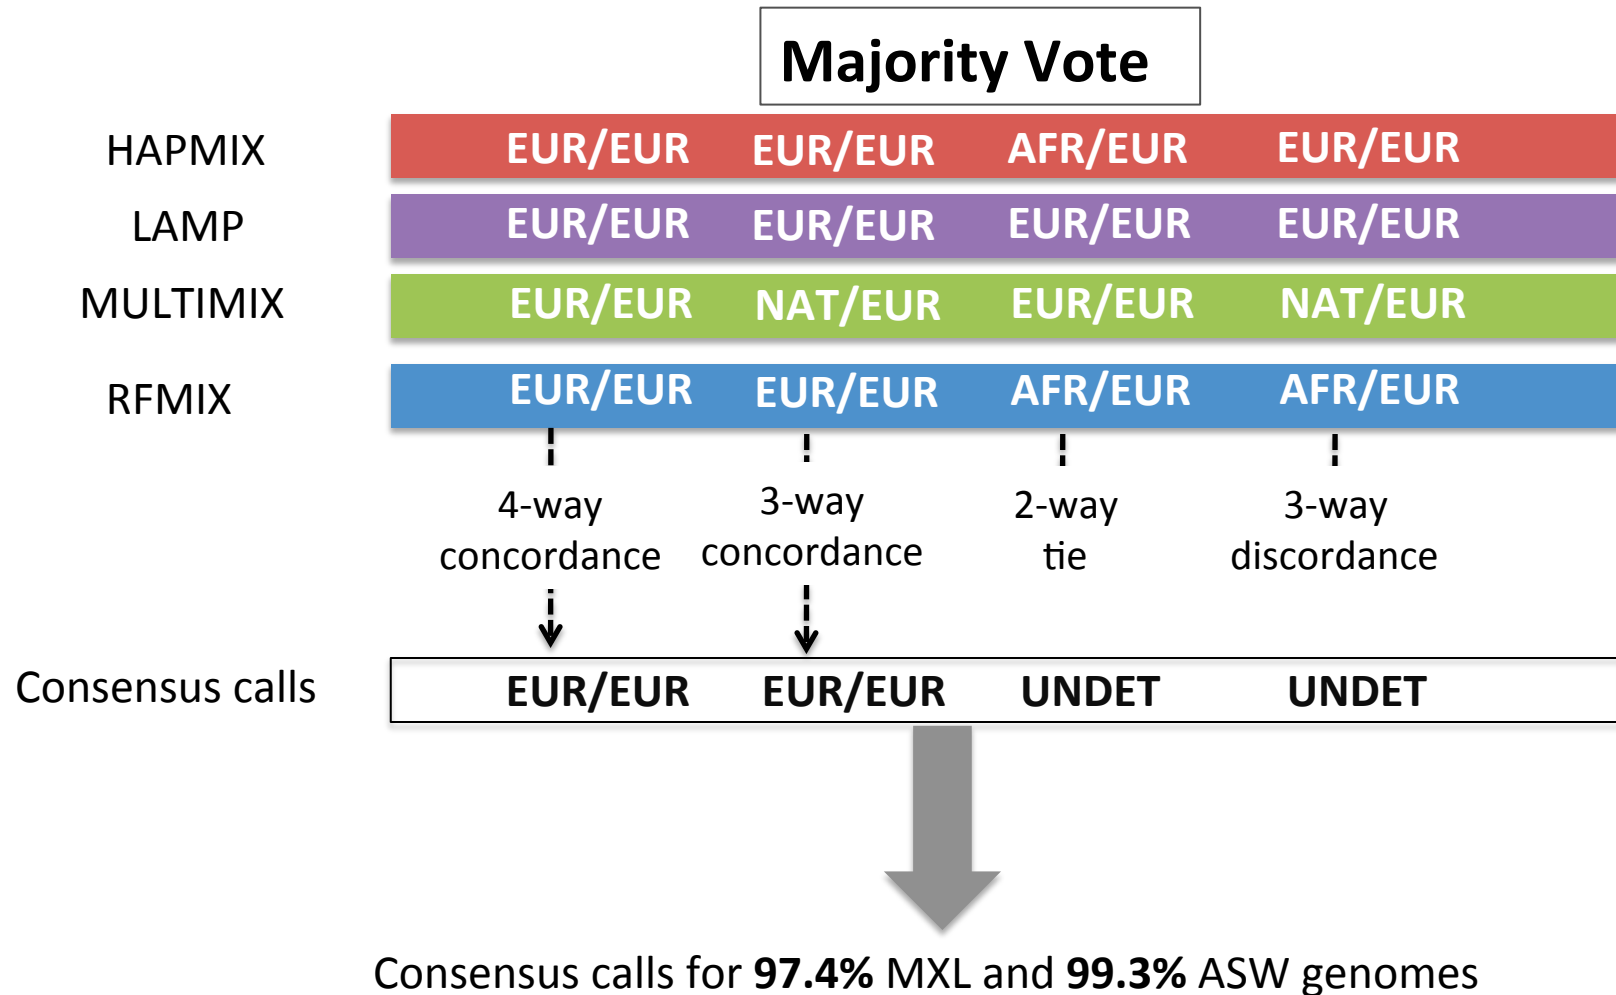 Majority Vote
HAPMIX EUR/EUR EUR/EUR AFR/EUR EUR/EUR
LAMP EUR/EUR EUR/EUR EUR/EUR EUR/EUR
MULTIMIX EUR/EUR NAT/EUR EUR/EUR NAT/EUR
RFMIX EUR/EUR EUR/EUR AFR/EUR AFR/EUR
4-way
concordance
3-way
concordance
2-way
tie
3-way
discordance
Consensus calls EUR/EUR EUR/EUR UNDET UNDET
Consensus calls for 97.4% MXL and 99.3% ASW genomes